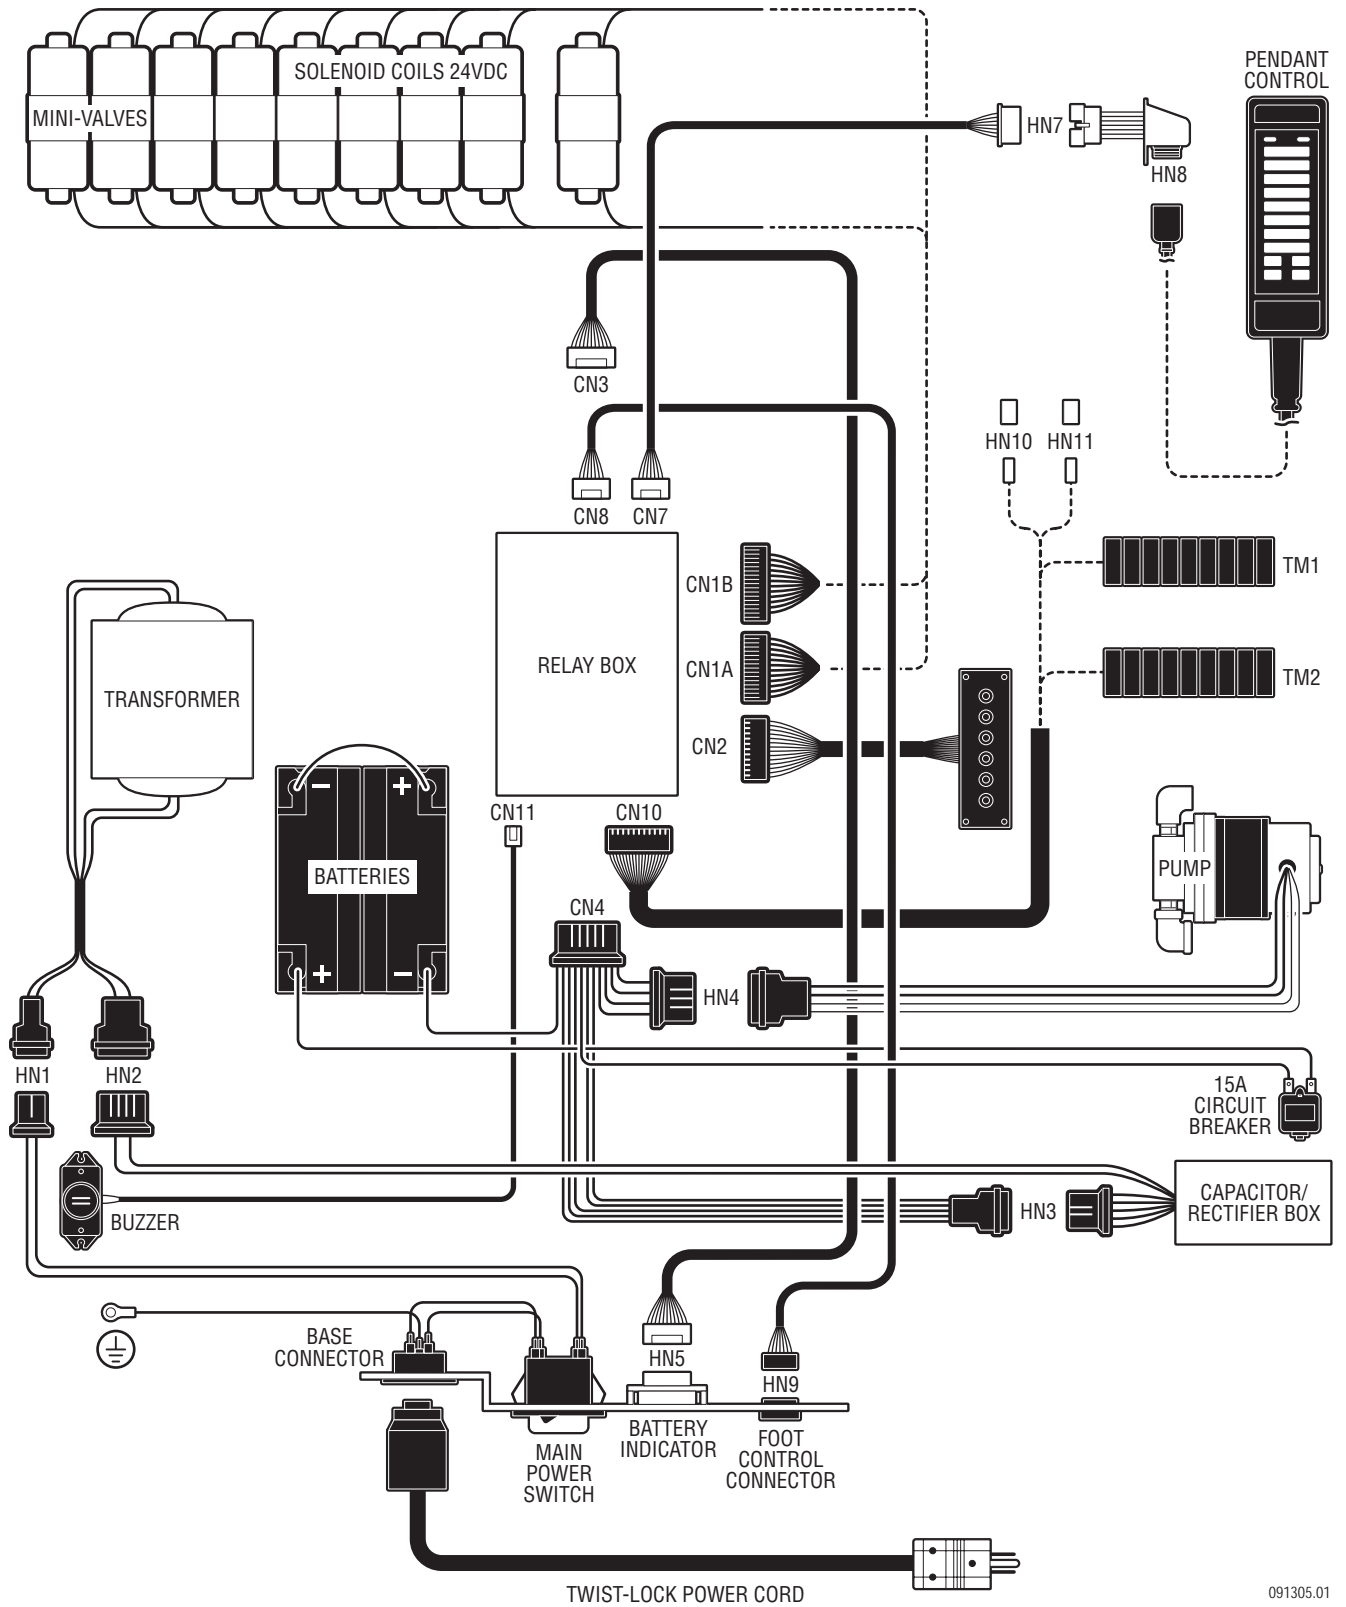 PENDANT
CONTROL
SOLENOID COILS 24VDC
MINI-VALVES
HN7
HN8
CN3
HN10
HN11
CN8
CN7
CN1B
TM1
RELAY BOX
CN1A
TM2
TRANSFORMER
CN2
CN11
CN10
BATTERIES
PUMP
CN4
HN4
HN1
HN2
15A
CIRCUIT
BREAKER
BUZZER
HN3
CAPACITOR/
RECTIFIER BOX
BASE
CONNECTOR
HN5
HN9
BATTERY
INDICATOR
MAIN
POWER
SWITCH
FOOT
CONTROL
CONNECTOR
TWIST-LOCK POWER CORD
091305.01